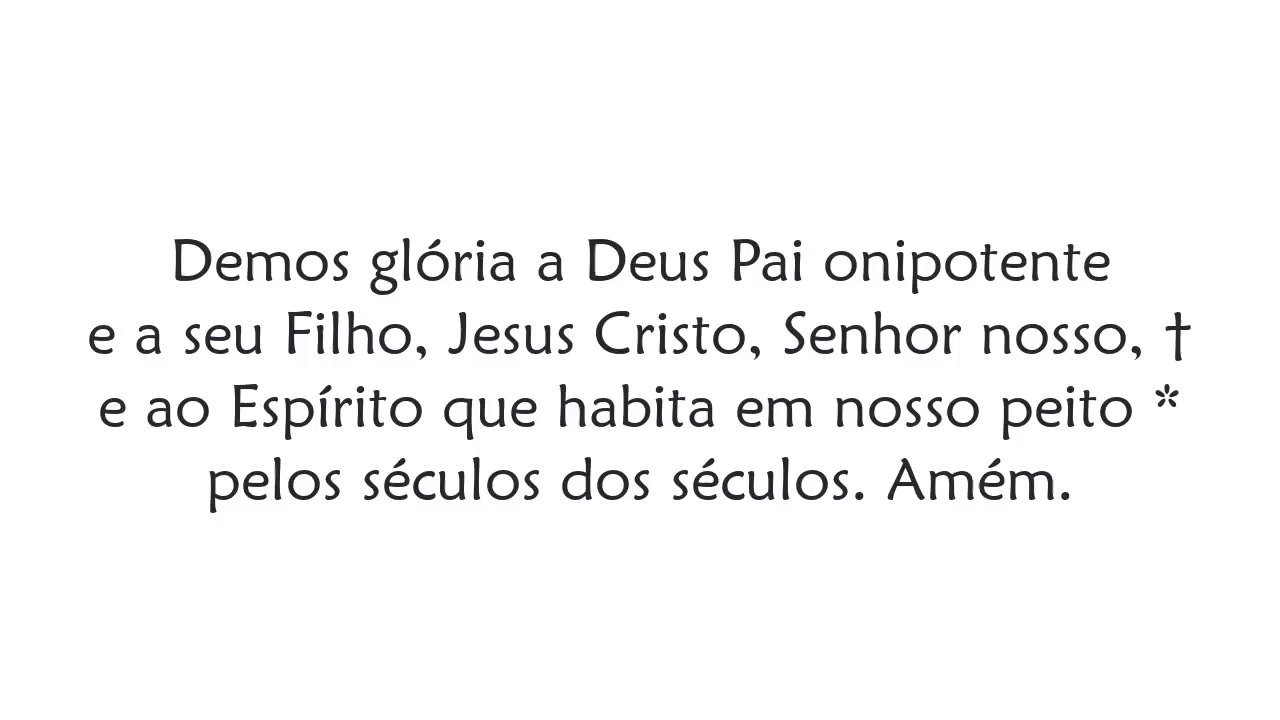 Demos glória a Deus Pai onipotente
e a seu Filho, Jesus Cristo, Senhor nosso, †
e ao Espírito que habita em nosso peito *
pelos séculos dos séculos. Amém.